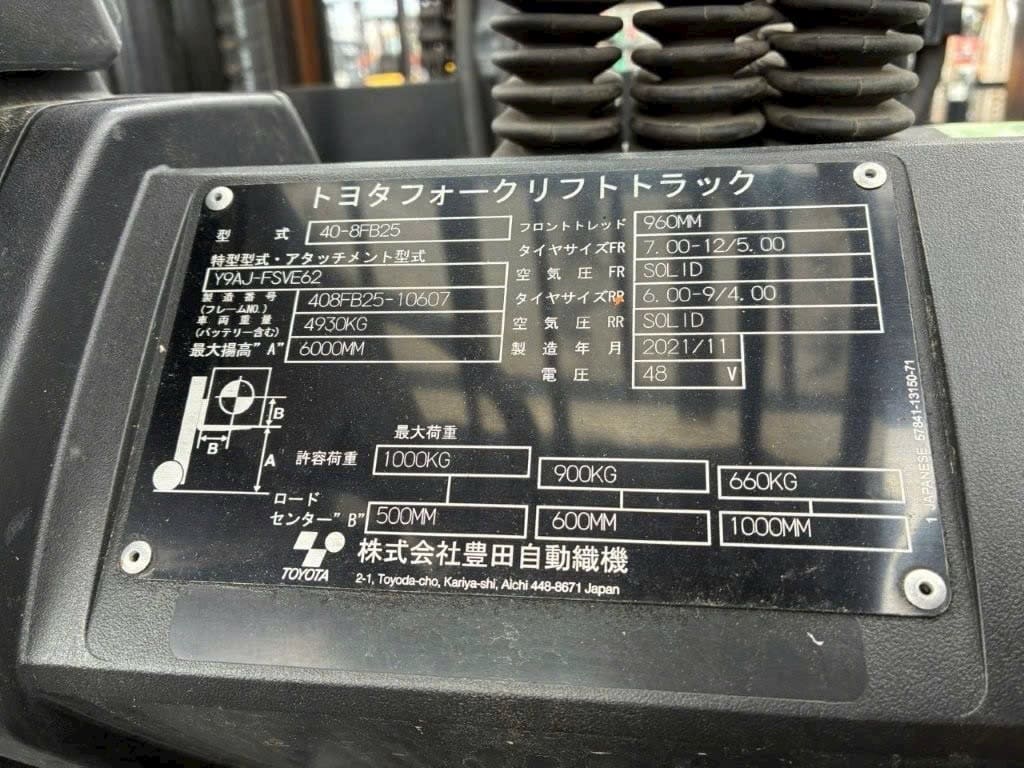 トヨタフォークリフトトラック
型式 40-8FB25
特型型式・アタッチメント型式
Y9AJ-FSVE62
製造番号(フレームNO.) 408FB25-10607
車両重量(バッテリー含む) 4930KG
最大揚高"A" 6000MM
フロントトレッド 960MM
タイヤサイズFR 7.00-12/5.00
空気圧 FR SOLID
タイヤサイズRR 6.00-9/4.00
空気圧 RR SOLID
製造年月 2021/11
電圧 48 V
B
B
A
最大荷重
許容荷重 1000KG 900KG 660KG
ロードセンター"B" 500MM 600MM 1000MM
TOYOTA
株式会社豊田自動織機
2-1, Toyoda-cho, Kariya-shi, Aichi 448-8671 Japan
1 JAPANESE 57841-13150-71